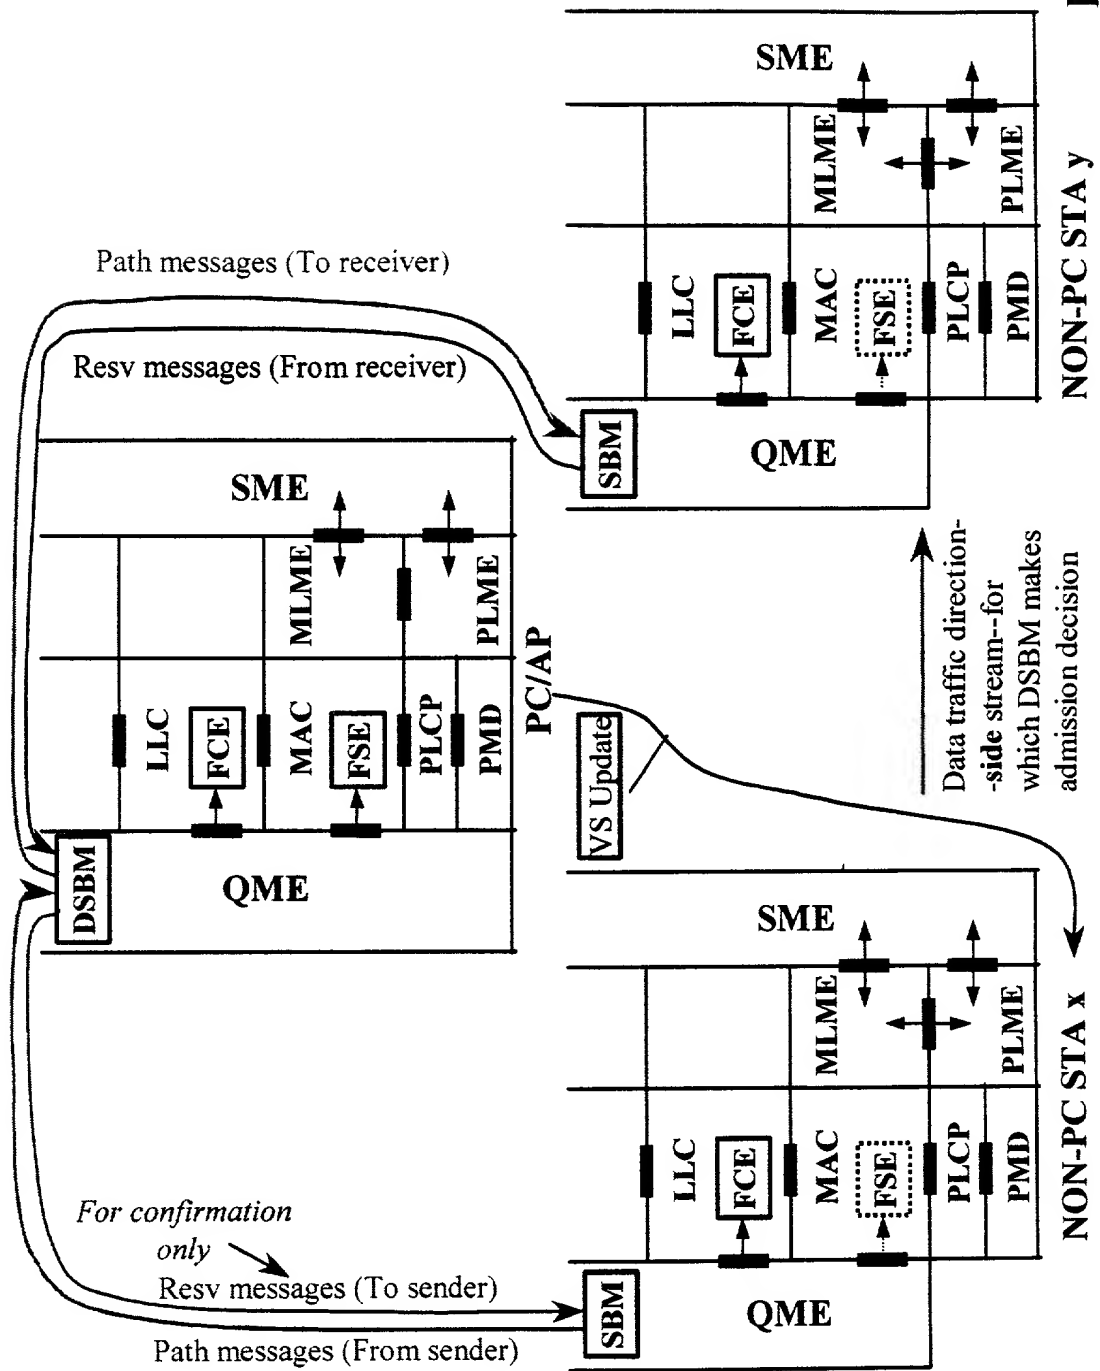 Path messages (To receiver)
Resv messages (From receiver)
SME
MLME
PLME
LLC
FCE
MAC
FSE
PLCP
PMD
DSBM
QME
PC/AP
VS Update
SME
MLME
PLME
LLC
FCE
MAC
FSE
PLCP
PMD
SBM
QME
NON-PC STA y
Data traffic direction-
-side stream--for
which DSBM makes
admission decision
SME
MLME
PLME
LLC
FCE
MAC
FSE
PLCP
PMD
SBM
QME
NON-PC STA x
For confirmation
only
Resv messages (To sender)
Path messages (From sender)